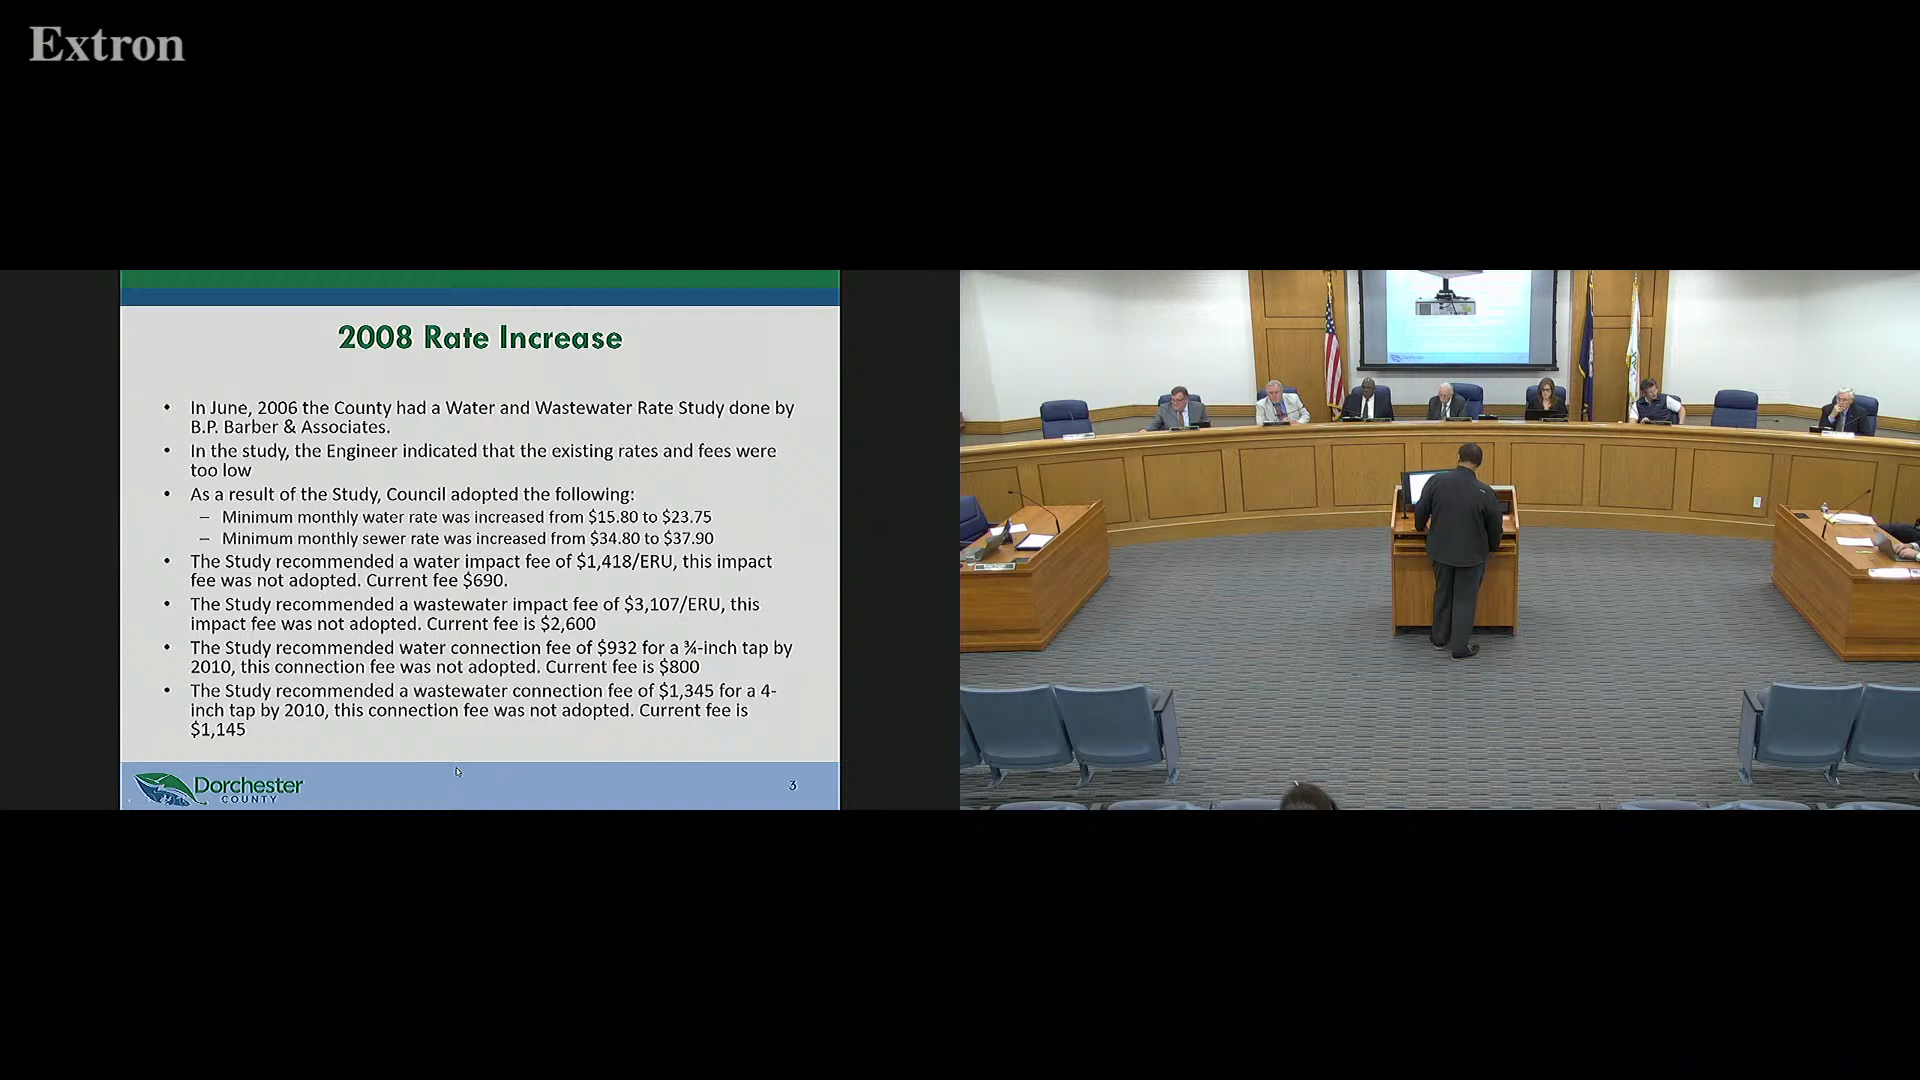 Extron
2008 Rate Increase
• In June, 2006 the County had a Water and Wastewater Rate Study done by
B.P. Barber & Associates.
• In the study, the Engineer indicated that the existing rates and fees were
too low
• As a result of the Study, Council adopted the following:
– Minimum monthly water rate was increased from $15.80 to $23.75
– Minimum monthly sewer rate was increased from $34.80 to $37.90
• The Study recommended a water impact fee of $1,418/ERU, this impact
fee was not adopted. Current fee $690.
• The Study recommended a wastewater impact fee of $3,107/ERU, this
impact fee was not adopted. Current fee is $2,600
• The Study recommended water connection fee of $932 for a ¾-inch tap by
2010, this connection fee was not adopted. Current fee is $800
• The Study recommended a wastewater connection fee of $1,345 for a 4-
inch tap by 2010, this connection fee was not adopted. Current fee is
$1,145
Dorchester
COUNTY
3